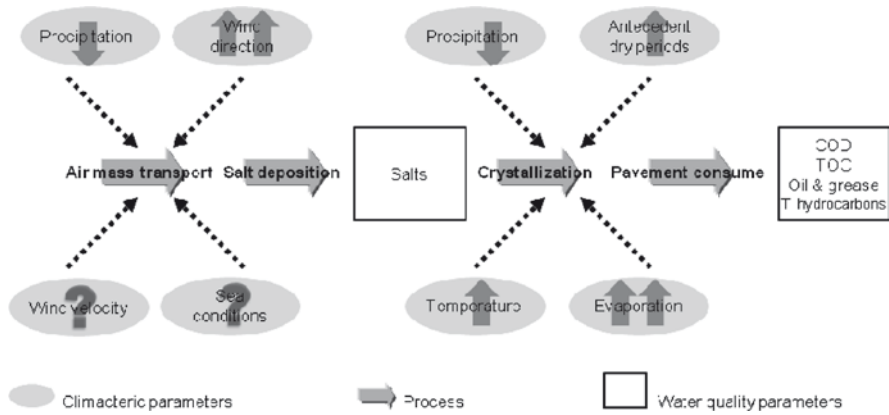 Precipitation
Wind
direction
Precipitation
Antecedent
dry periods
Air mass transport
Salt deposition
Salts
Crystallization
Pavement consume
COD
TOC
Oil & grease
T hydrocarbons
Wind velocity
?
Sea
conditions
?
Temperature
Evaporation
Climacteric parameters
Process
Water quality parameters